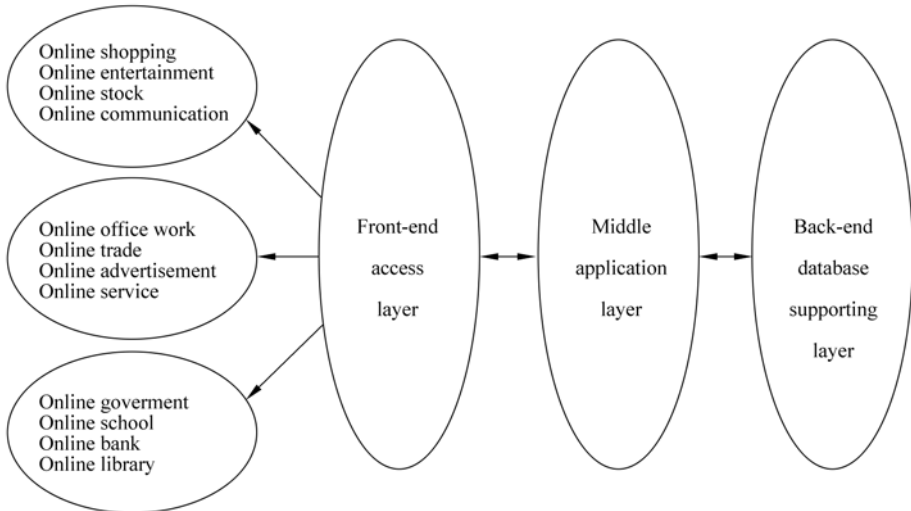 Online shopping
Online entertainment
Online stock
Online communication
Online office work
Online trade
Online advertisement
Online service
Online goverment
Online school
Online bank
Online library
Front-end
access
layer
Middle
application
layer
Back-end
database
supporting
layer